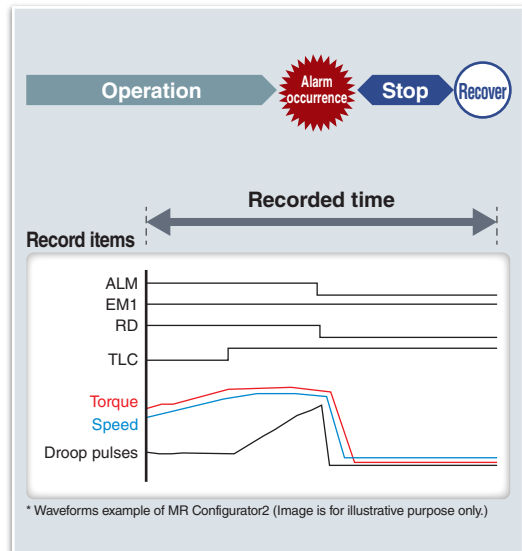 Operation
Alarm
occurrence
Stop
Recover
Recorded time
Record items
ALM
EM1
RD
TLC
Torque
Speed
Droop pulses
* Waveforms example of MR Configurator2 (Image is for illustrative purpose only.)